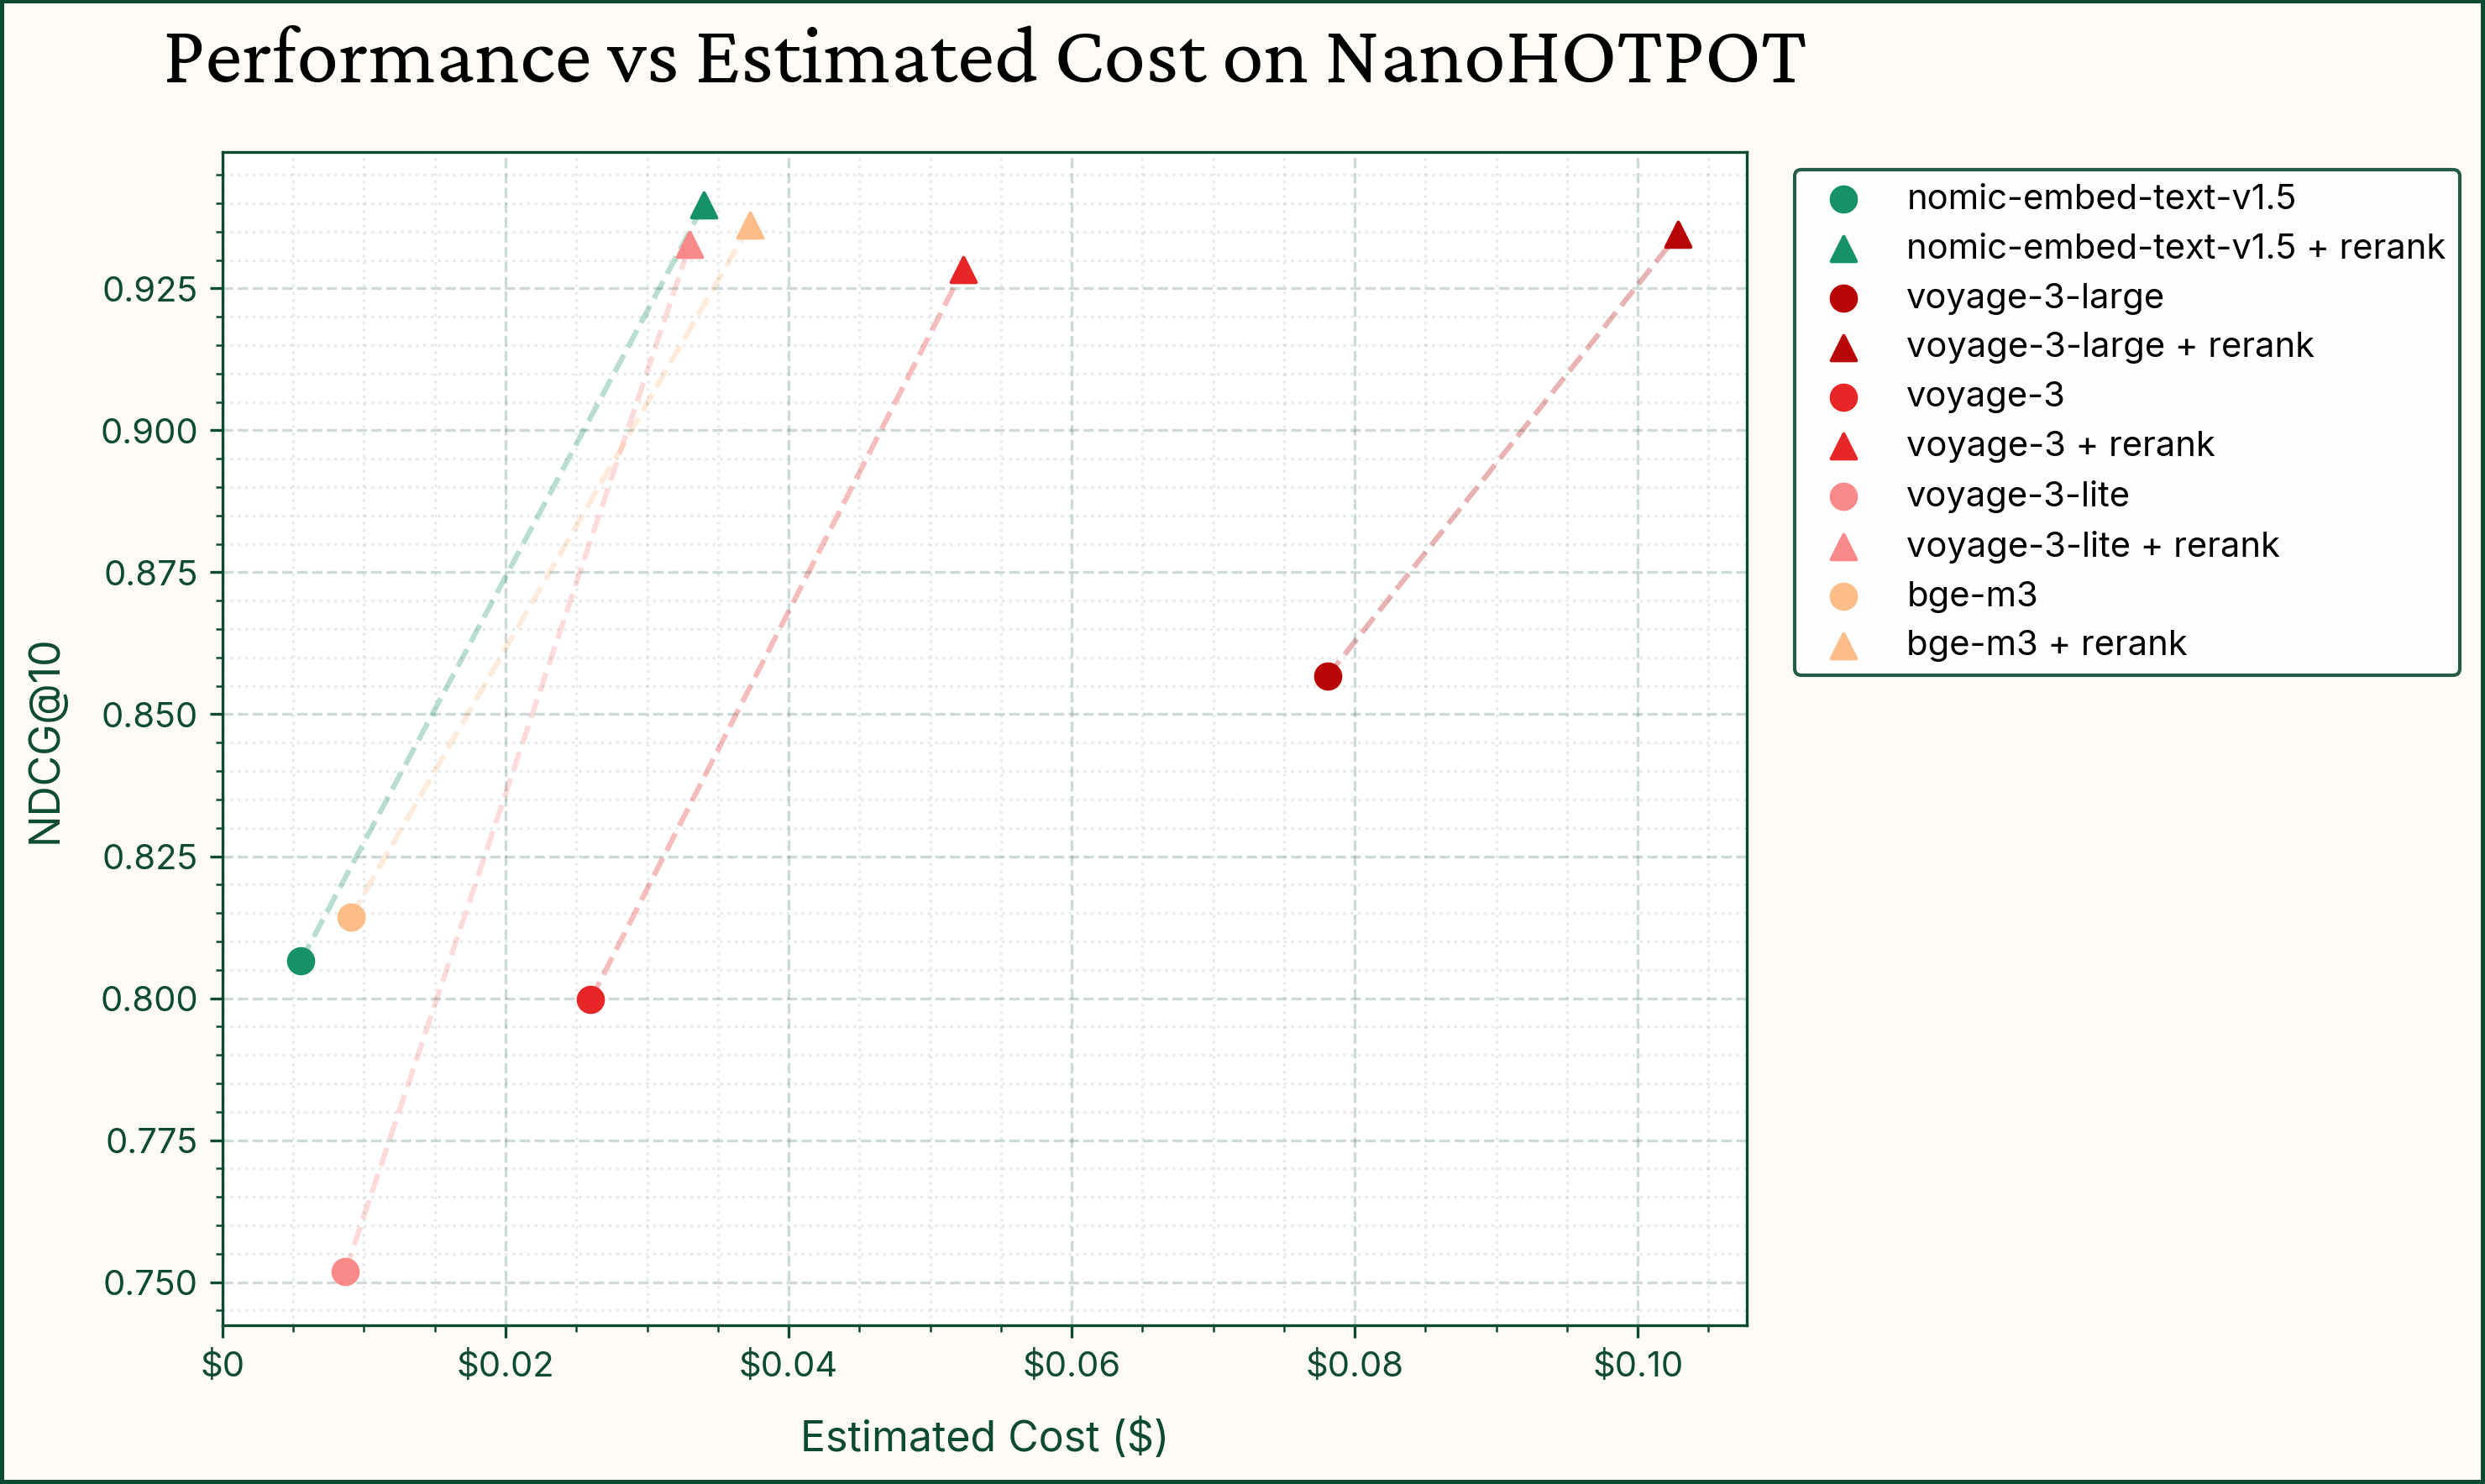 Performance vs Estimated Cost on NanoHOTPOT
nomic-embed-text-v1.5
nomic-embed-text-v1.5 + rerank
voyage-3-large
voyage-3-large + rerank
voyage-3
voyage-3 + rerank
voyage-3-lite
voyage-3-lite + rerank
bge-m3
bge-m3 + rerank
NDCG@10
0.925
0.900
0.875
0.850
0.825
0.800
0.775
0.750
$0
$0.02
$0.04
$0.06
$0.08
$0.10
Estimated Cost ($)